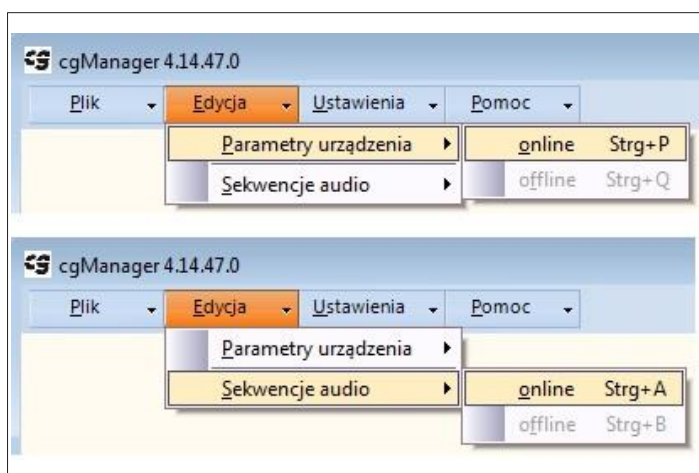 cgManager 4.14.47.0
Plik Edycja Ustawienia Pomoc
Parametry urządzenia online Strg+P
Sekwencje audio offline Strg+Q
cgManager 4.14.47.0
Plik Edycja Ustawienia Pomoc
Parametry urządzenia
Sekwencje audio online Strg+A
offline Strg+B